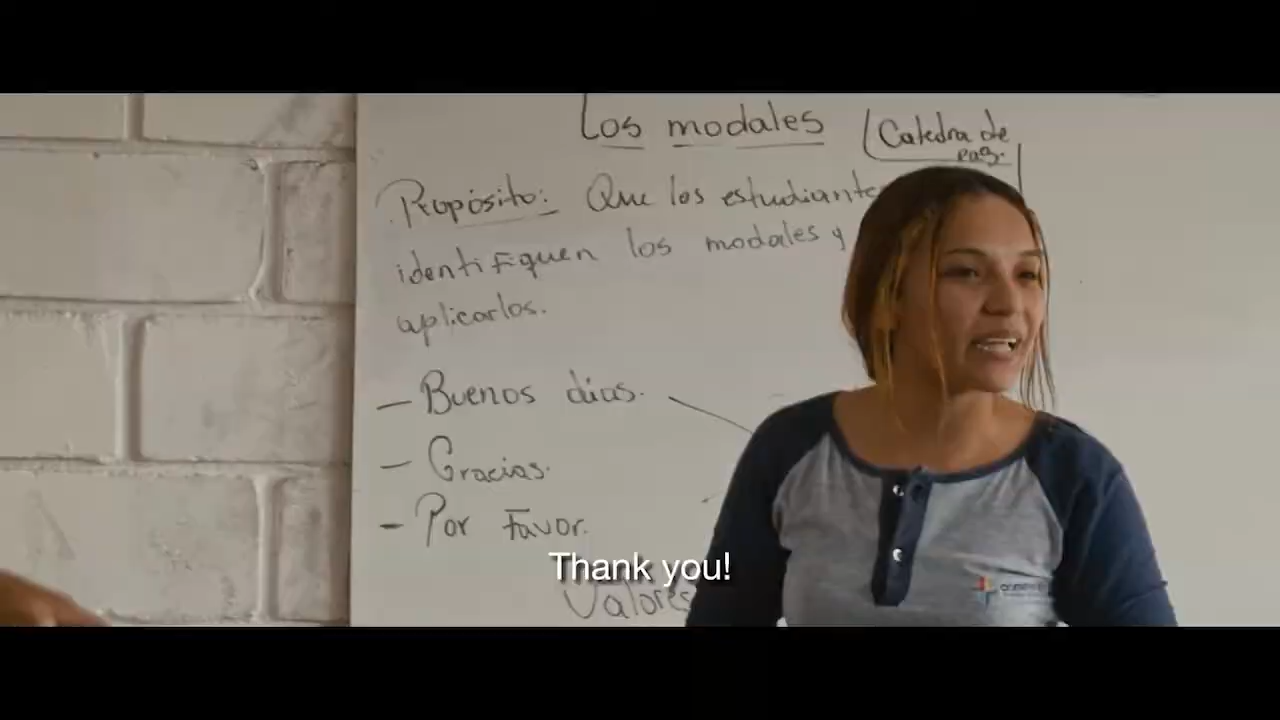 Los modales
Catedra de
paz.
Propósito: Que los estudiante
identifiquen los modales y
aplicarlos.
- Buenos días.
- Gracias.
- Por Favor.
Thank you!
Valores